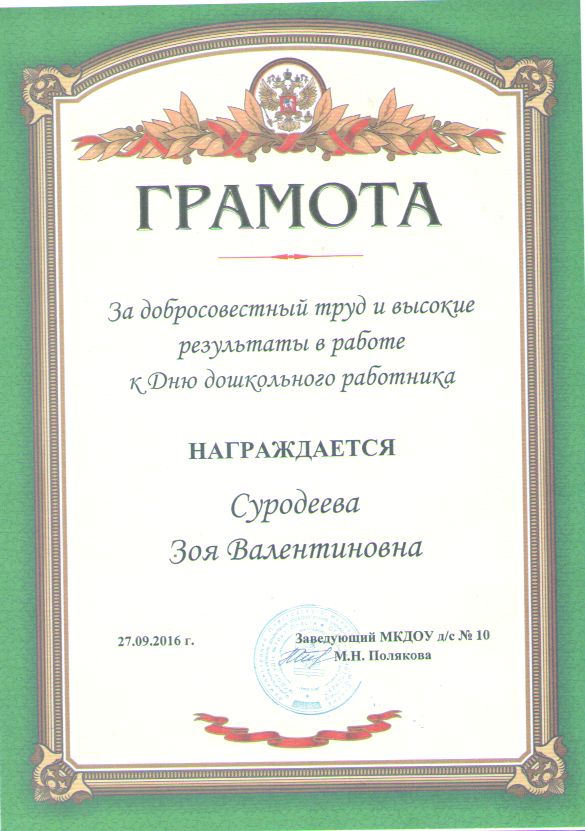 ГРАМОТА
За добросовестный труд и высокие
результаты в работе
к Дню дошкольного работника
НАГРАЖДАЕТСЯ
Суродеева
Зоя Валентиновна
27.09.2016 г.
Заведующий МКДОУ д/с № 10
М.Н. Полякова